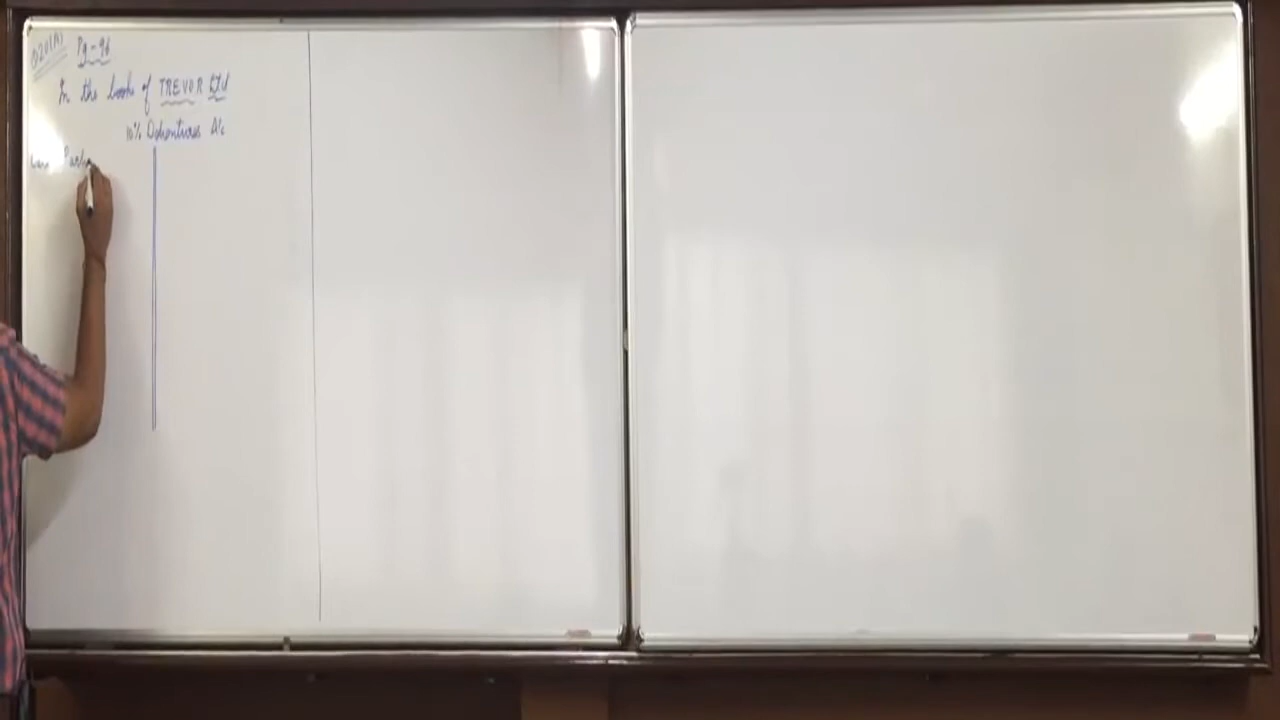 Q20(A) Pg-96
In the books of TREVOR LTD
10% Debentures A/c